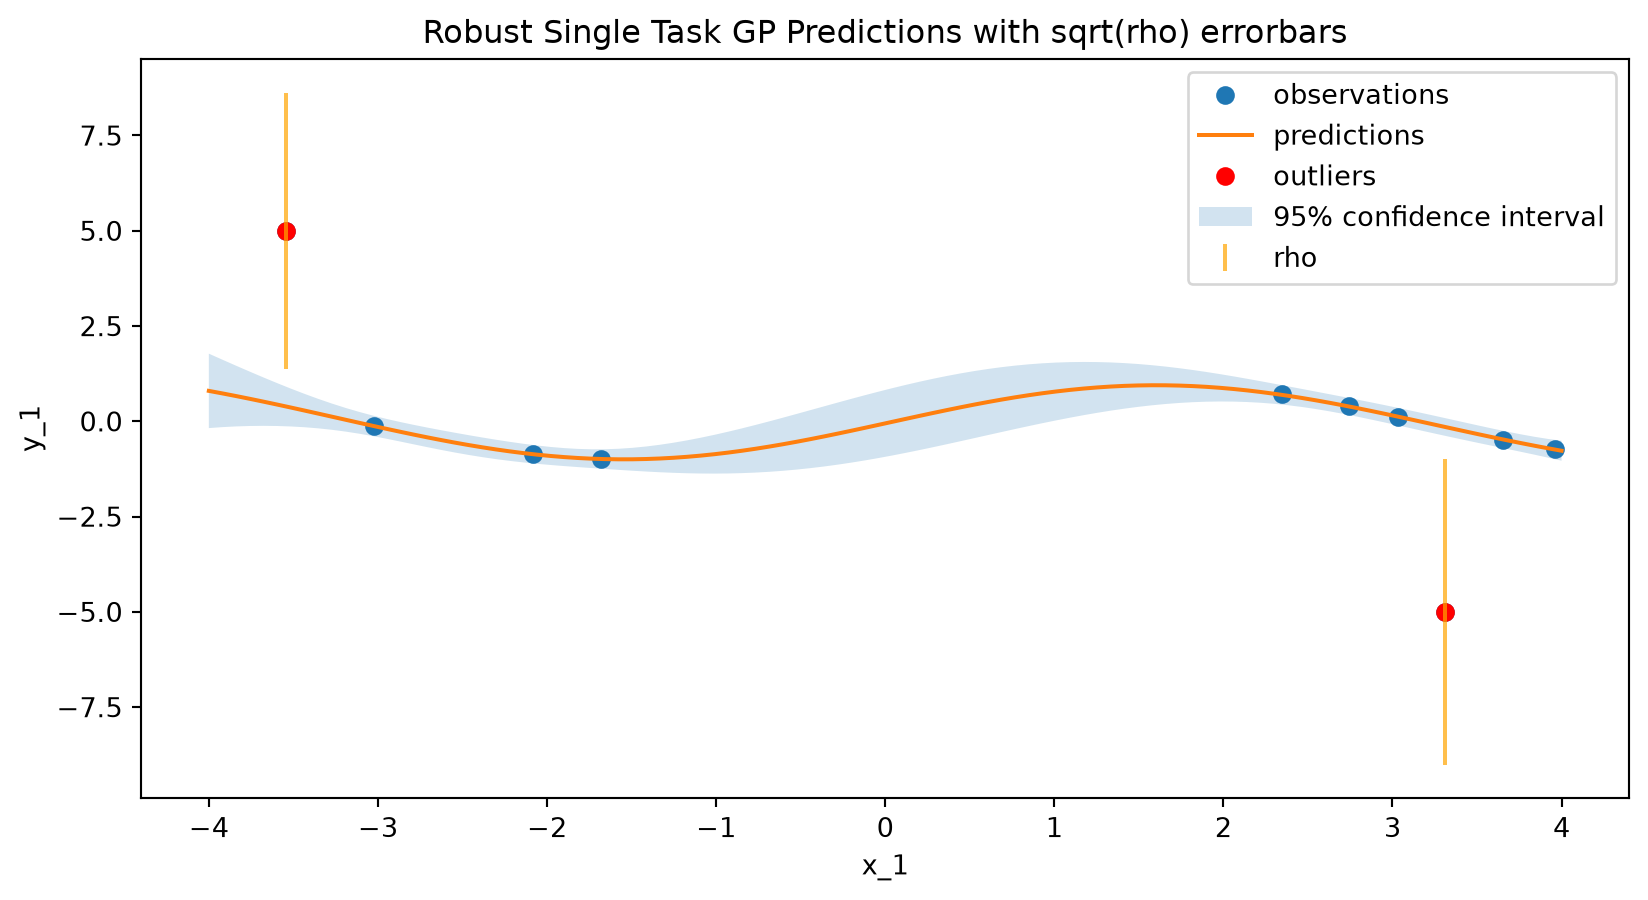 Robust Single Task GP Predictions with sqrt(rho) errorbars
observations
predictions
outliers
95% confidence interval
rho
7.5
5.0
2.5
0.0
−2.5
−5.0
−7.5
y_1
−4 −3 −2 −1 0 1 2 3 4
x_1